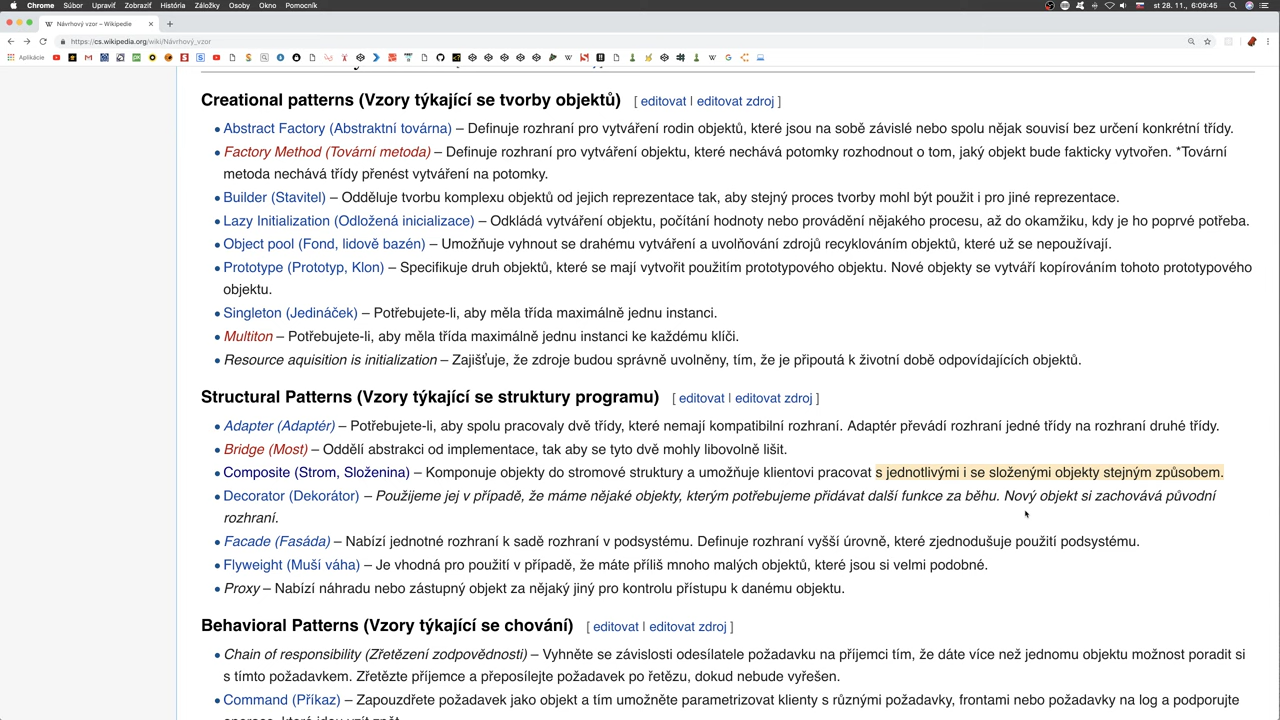 Chrome Súbor Upraviť Zobraziť História Záložky Osoby Okno Pomocník st 28. 11., 6:09:45
Návrhový vzor – Wikipedie
https://cs.wikipedia.org/wiki/Návrhový_vzor
Aplikácie
Creational patterns (Vzory týkající se tvorby objektů) [ editovat | editovat zdroj ]
Abstract Factory (Abstraktní továrna) – Definuje rozhraní pro vytváření rodin objektů, které jsou na sobě závislé nebo spolu nějak souvisí bez určení konkrétní třídy.
Factory Method (Tovární metoda) – Definuje rozhraní pro vytváření objektu, které nechává potomky rozhodnout o tom, jaký objekt bude fakticky vytvořen. *Tovární
metoda nechává třídy přenést vytváření na potomky.
Builder (Stavitel) – Odděluje tvorbu komplexu objektů od jejich reprezentace tak, aby stejný proces tvorby mohl být použit i pro jiné reprezentace.
Lazy Initialization (Odložená inicializace) – Odkládá vytváření objektu, počítání hodnoty nebo provádění nějakého procesu, až do okamžiku, kdy je ho poprvé potřeba.
Object pool (Fond, lidově bazén) – Umožňuje vyhnout se drahému vytváření a uvolňování zdrojů recyklováním objektů, které už se nepoužívají.
Prototype (Prototyp, Klon) – Specifikuje druh objektů, které se mají vytvořit použitím prototypového objektu. Nové objekty se vytváří kopírováním tohoto prototypového
objektu.
Singleton (Jedináček) – Potřebujete-li, aby měla třída maximálně jednu instanci.
Multiton – Potřebujete-li, aby měla třída maximálně jednu instanci ke každému klíči.
Resource aquisition is initialization – Zajišťuje, že zdroje budou správně uvolněny, tím, že je připoutá k životní době odpovídajících objektů.
Structural Patterns (Vzory týkající se struktury programu) [ editovat | editovat zdroj ]
Adapter (Adaptér) – Potřebujete-li, aby spolu pracovaly dvě třídy, které nemají kompatibilní rozhraní. Adaptér převádí rozhraní jedné třídy na rozhraní druhé třídy.
Bridge (Most) – Oddělí abstrakci od implementace, tak aby se tyto dvě mohly libovolně lišit.
Composite (Strom, Složenina) – Komponuje objekty do stromové struktury a umožňuje klientovi pracovat s jednotlivými i se složenými objekty stejným způsobem.
Decorator (Dekorátor) – Použijeme jej v případě, že máme nějaké objekty, kterým potřebujeme přidávat další funkce za běhu. Nový objekt si zachovává původní
rozhraní.
Facade (Fasáda) – Nabízí jednotné rozhraní k sadě rozhraní v podsystému. Definuje rozhraní vyšší úrovně, které zjednodušuje použití podsystému.
Flyweight (Muší váha) – Je vhodná pro použití v případě, že máte příliš mnoho malých objektů, které jsou si velmi podobné.
Proxy – Nabízí náhradu nebo zástupný objekt za nějaký jiný pro kontrolu přístupu k danému objektu.
Behavioral Patterns (Vzory týkající se chování) [ editovat | editovat zdroj ]
Chain of responsibility (Zřetězení zodpovědnosti) – Vyhněte se závislosti odesílatele požadavku na příjemci tím, že dáte více než jednomu objektu možnost poradit si
s tímto požadavkem. Zřetězte příjemce a přeposílejte požadavek po řetězu, dokud nebude vyřešen.
Command (Příkaz) – Zapouzdřete požadavek jako objekt a tím umožněte parametrizovat klienty s různými požadavky, frontami nebo požadavky na log a podporujte